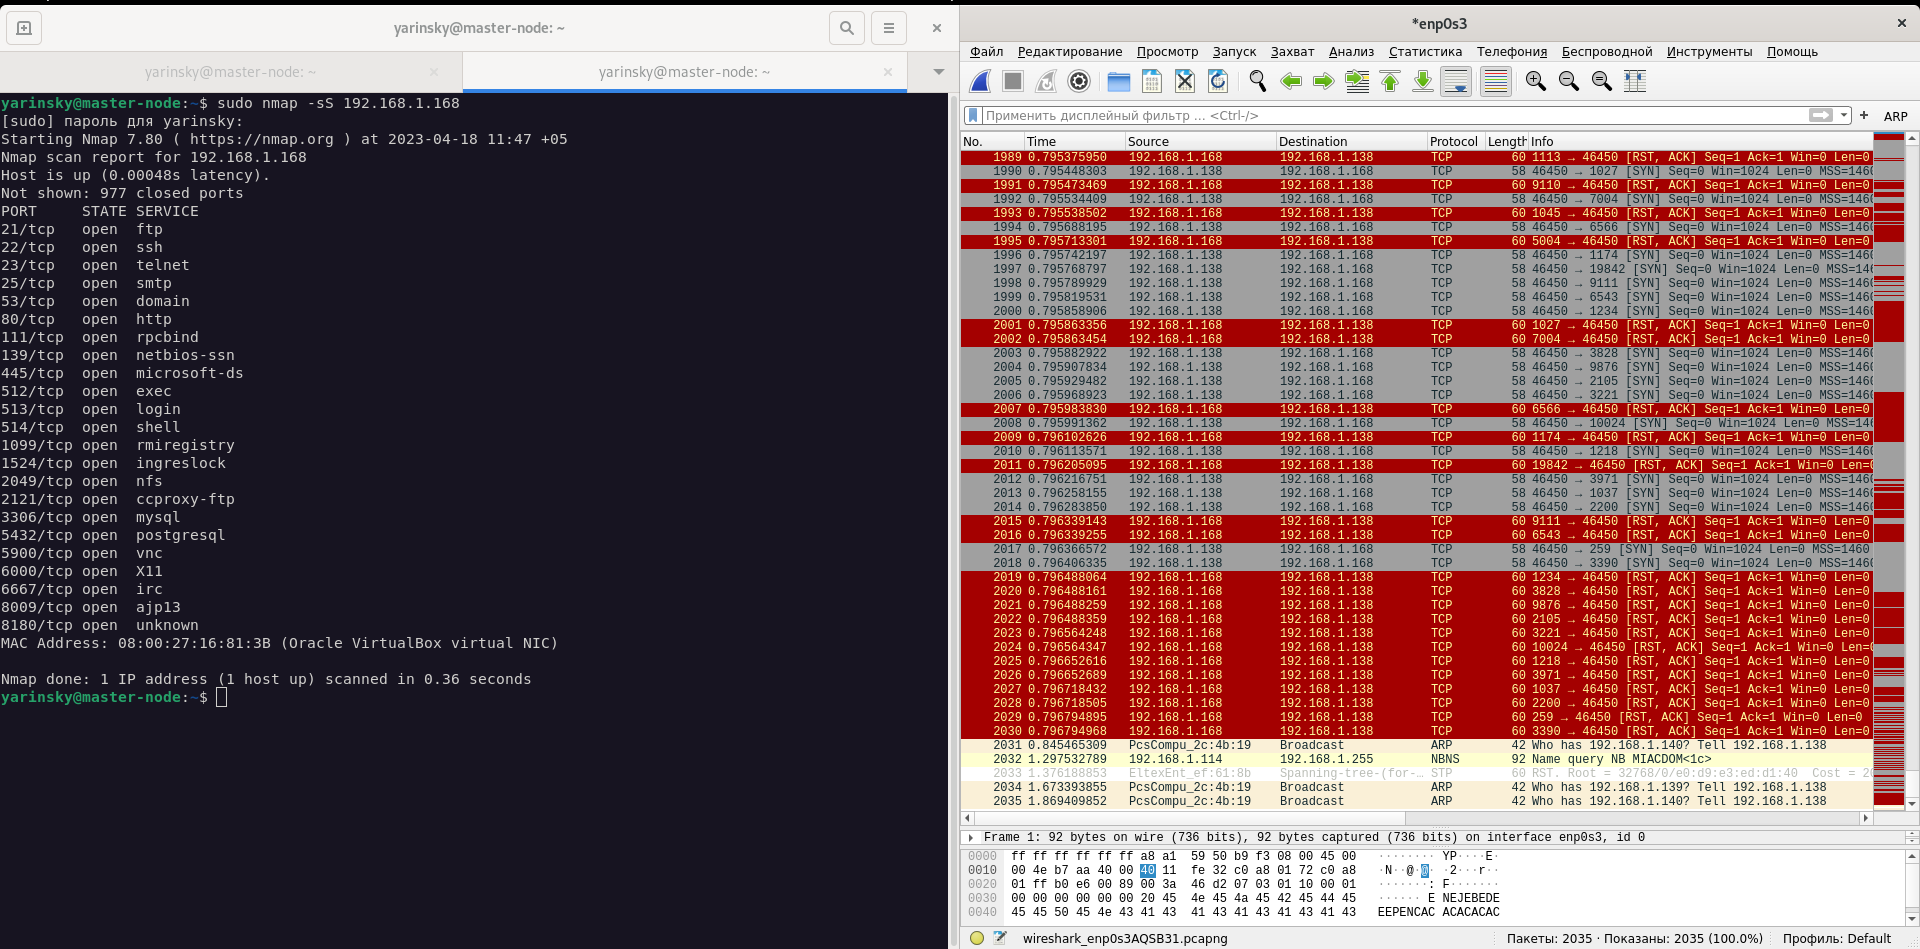 yarinsky@master-node: ~
yarinsky@master-node: ~
yarinsky@master-node: ~
yarinsky@master-node:~$ sudo nmap -sS 192.168.1.168
[sudo] пароль для yarinsky:
Starting Nmap 7.80 ( https://nmap.org ) at 2023-04-18 11:47 +05
Nmap scan report for 192.168.1.168
Host is up (0.00048s latency).
Not shown: 977 closed ports
PORT     STATE SERVICE
21/tcp   open  ftp
22/tcp   open  ssh
23/tcp   open  telnet
25/tcp   open  smtp
53/tcp   open  domain
80/tcp   open  http
111/tcp  open  rpcbind
139/tcp  open  netbios-ssn
445/tcp  open  microsoft-ds
512/tcp  open  exec
513/tcp  open  login
514/tcp  open  shell
1099/tcp open  rmiregistry
1524/tcp open  ingreslock
2049/tcp open  nfs
2121/tcp open  ccproxy-ftp
3306/tcp open  mysql
5432/tcp open  postgresql
5900/tcp open  vnc
6000/tcp open  X11
6667/tcp open  irc
8009/tcp open  ajp13
8180/tcp open  unknown
MAC Address: 08:00:27:16:81:3B (Oracle VirtualBox virtual NIC)
Nmap done: 1 IP address (1 host up) scanned in 0.36 seconds
yarinsky@master-node:~$
*enp0s3
Файл Редактирование Просмотр Запуск Захват Анализ Статистика Телефония Беспроводной Инструменты Помощь
Применить дисплейный фильтр ... <Ctrl-/> + ARP
No. Time Source Destination Protocol Length Info
1989 0.795375950 192.168.1.168 192.168.1.138 TCP 60 1113 → 46450 [RST, ACK] Seq=1 Ack=1 Win=0 Len=0
1990 0.795448303 192.168.1.138 192.168.1.168 TCP 58 46450 → 1027 [SYN] Seq=0 Win=1024 Len=0 MSS=1460
1991 0.795473469 192.168.1.168 192.168.1.138 TCP 60 9110 → 46450 [RST, ACK] Seq=1 Ack=1 Win=0 Len=0
1992 0.795534409 192.168.1.138 192.168.1.168 TCP 58 46450 → 7004 [SYN] Seq=0 Win=1024 Len=0 MSS=1460
1993 0.795538502 192.168.1.168 192.168.1.138 TCP 60 1045 → 46450 [RST, ACK] Seq=1 Ack=1 Win=0 Len=0
1994 0.795688195 192.168.1.138 192.168.1.168 TCP 58 46450 → 6566 [SYN] Seq=0 Win=1024 Len=0 MSS=1460
1995 0.795713301 192.168.1.168 192.168.1.138 TCP 60 5004 → 46450 [RST, ACK] Seq=1 Ack=1 Win=0 Len=0
1996 0.795742197 192.168.1.138 192.168.1.168 TCP 58 46450 → 1174 [SYN] Seq=0 Win=1024 Len=0 MSS=1460
1997 0.795768797 192.168.1.138 192.168.1.168 TCP 58 46450 → 19842 [SYN] Seq=0 Win=1024 Len=0 MSS=146
1998 0.795789929 192.168.1.138 192.168.1.168 TCP 58 46450 → 9111 [SYN] Seq=0 Win=1024 Len=0 MSS=1460
1999 0.795819531 192.168.1.138 192.168.1.168 TCP 58 46450 → 6543 [SYN] Seq=0 Win=1024 Len=0 MSS=1460
2000 0.795858906 192.168.1.138 192.168.1.168 TCP 58 46450 → 1234 [SYN] Seq=0 Win=1024 Len=0 MSS=1460
2001 0.795863356 192.168.1.168 192.168.1.138 TCP 60 1027 → 46450 [RST, ACK] Seq=1 Ack=1 Win=0 Len=0
2002 0.795863454 192.168.1.168 192.168.1.138 TCP 60 7004 → 46450 [RST, ACK] Seq=1 Ack=1 Win=0 Len=0
2003 0.795882922 192.168.1.138 192.168.1.168 TCP 58 46450 → 3828 [SYN] Seq=0 Win=1024 Len=0 MSS=1460
2004 0.795907834 192.168.1.138 192.168.1.168 TCP 58 46450 → 9876 [SYN] Seq=0 Win=1024 Len=0 MSS=1460
2005 0.795929482 192.168.1.138 192.168.1.168 TCP 58 46450 → 2105 [SYN] Seq=0 Win=1024 Len=0 MSS=1460
2006 0.795968923 192.168.1.138 192.168.1.168 TCP 58 46450 → 3221 [SYN] Seq=0 Win=1024 Len=0 MSS=1460
2007 0.795983830 192.168.1.168 192.168.1.138 TCP 60 6566 → 46450 [RST, ACK] Seq=1 Ack=1 Win=0 Len=0
2008 0.795991362 192.168.1.138 192.168.1.168 TCP 58 46450 → 10024 [SYN] Seq=0 Win=1024 Len=0 MSS=146
2009 0.796102626 192.168.1.168 192.168.1.138 TCP 60 1174 → 46450 [RST, ACK] Seq=1 Ack=1 Win=0 Len=0
2010 0.796113571 192.168.1.138 192.168.1.168 TCP 58 46450 → 1218 [SYN] Seq=0 Win=1024 Len=0 MSS=1460
2011 0.796205095 192.168.1.168 192.168.1.138 TCP 60 19842 → 46450 [RST, ACK] Seq=1 Ack=1 Win=0 Len=0
2012 0.796216751 192.168.1.138 192.168.1.168 TCP 58 46450 → 3971 [SYN] Seq=0 Win=1024 Len=0 MSS=1460
2013 0.796258155 192.168.1.138 192.168.1.168 TCP 58 46450 → 1037 [SYN] Seq=0 Win=1024 Len=0 MSS=1460
2014 0.796283850 192.168.1.138 192.168.1.168 TCP 58 46450 → 2200 [SYN] Seq=0 Win=1024 Len=0 MSS=1460
2015 0.796339143 192.168.1.168 192.168.1.138 TCP 60 9111 → 46450 [RST, ACK] Seq=1 Ack=1 Win=0 Len=0
2016 0.796339255 192.168.1.168 192.168.1.138 TCP 60 6543 → 46450 [RST, ACK] Seq=1 Ack=1 Win=0 Len=0
2017 0.796366572 192.168.1.138 192.168.1.168 TCP 58 46450 → 259 [SYN] Seq=0 Win=1024 Len=0 MSS=1460
2018 0.796406335 192.168.1.138 192.168.1.168 TCP 58 46450 → 3390 [SYN] Seq=0 Win=1024 Len=0 MSS=1460
2019 0.796488064 192.168.1.168 192.168.1.138 TCP 60 1234 → 46450 [RST, ACK] Seq=1 Ack=1 Win=0 Len=0
2020 0.796488161 192.168.1.168 192.168.1.138 TCP 60 3828 → 46450 [RST, ACK] Seq=1 Ack=1 Win=0 Len=0
2021 0.796488259 192.168.1.168 192.168.1.138 TCP 60 9876 → 46450 [RST, ACK] Seq=1 Ack=1 Win=0 Len=0
2022 0.796488359 192.168.1.168 192.168.1.138 TCP 60 2105 → 46450 [RST, ACK] Seq=1 Ack=1 Win=0 Len=0
2023 0.796564248 192.168.1.168 192.168.1.138 TCP 60 3221 → 46450 [RST, ACK] Seq=1 Ack=1 Win=0 Len=0
2024 0.796564347 192.168.1.168 192.168.1.138 TCP 60 10024 → 46450 [RST, ACK] Seq=1 Ack=1 Win=0 Len=0
2025 0.796652616 192.168.1.168 192.168.1.138 TCP 60 1218 → 46450 [RST, ACK] Seq=1 Ack=1 Win=0 Len=0
2026 0.796652689 192.168.1.168 192.168.1.138 TCP 60 3971 → 46450 [RST, ACK] Seq=1 Ack=1 Win=0 Len=0
2027 0.796718432 192.168.1.168 192.168.1.138 TCP 60 1037 → 46450 [RST, ACK] Seq=1 Ack=1 Win=0 Len=0
2028 0.796718505 192.168.1.168 192.168.1.138 TCP 60 2200 → 46450 [RST, ACK] Seq=1 Ack=1 Win=0 Len=0
2029 0.796794895 192.168.1.168 192.168.1.138 TCP 60 259 → 46450 [RST, ACK] Seq=1 Ack=1 Win=0 Len=0
2030 0.796794968 192.168.1.168 192.168.1.138 TCP 60 3390 → 46450 [RST, ACK] Seq=1 Ack=1 Win=0 Len=0
2031 0.845465309 PcsCompu_2c:4b:19 Broadcast ARP 42 Who has 192.168.1.140? Tell 192.168.1.138
2032 1.297532789 192.168.1.114 192.168.1.255 NBNS 92 Name query NB MIACDOM<1c>
2033 1.376188853 EltexEnt_ef:61:8b Spanning-tree-(for-… STP 60 RST. Root = 32768/0/e0:d9:e3:ed:d1:40  Cost = 20
2034 1.673393855 PcsCompu_2c:4b:19 Broadcast ARP 42 Who has 192.168.1.139? Tell 192.168.1.138
2035 1.869409852 PcsCompu_2c:4b:19 Broadcast ARP 42 Who has 192.168.1.140? Tell 192.168.1.138
Frame 1: 92 bytes on wire (736 bits), 92 bytes captured (736 bits) on interface enp0s3, id 0
0000 ff ff ff ff ff ff a8 a1 59 50 b9 f3 08 00 45 00 ········ YP····E·
0010 00 4e b7 aa 40 00 40 11 fe 32 c0 a8 01 72 c0 a8 ·N··@·@· ·2···r··
0020 01 ff b0 e6 00 89 00 3a 46 d2 07 03 01 10 00 01 ·······: F·······
0030 00 00 00 00 00 00 20 45 4e 45 4a 45 42 45 44 45 ······ E NEJEBEDE
0040 45 45 50 45 4e 43 41 43 41 43 41 43 41 43 41 43 EEPENCAC ACACACAC
wireshark_enp0s3AQSB31.pcapng Пакеты: 2035 · Показаны: 2035 (100.0%) Профиль: Default